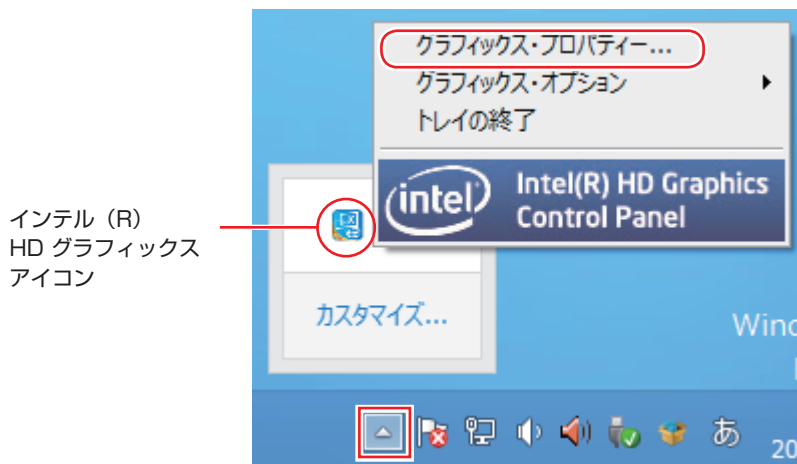 グラフィックス・プロパティー...
グラフィックス・オプション
トレイの終了
intel
Intel(R) HD Graphics
Control Panel
インテル（R）
HD グラフィックス
アイコン
カスタマイズ...
Wind
あ
20